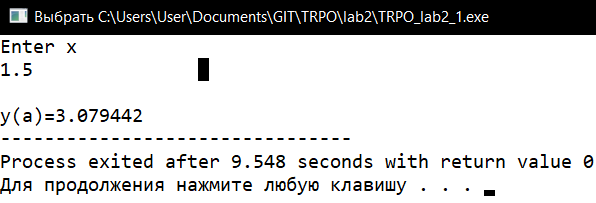 Выбрать C:\Users\User\Documents\GIT\TRPO\lab2\TRPO_lab2_1.exe
Enter x
1.5
y(a)=3.079442
--------------------------------
Process exited after 9.548 seconds with return value 0
Для продолжения нажмите любую клавишу . . .